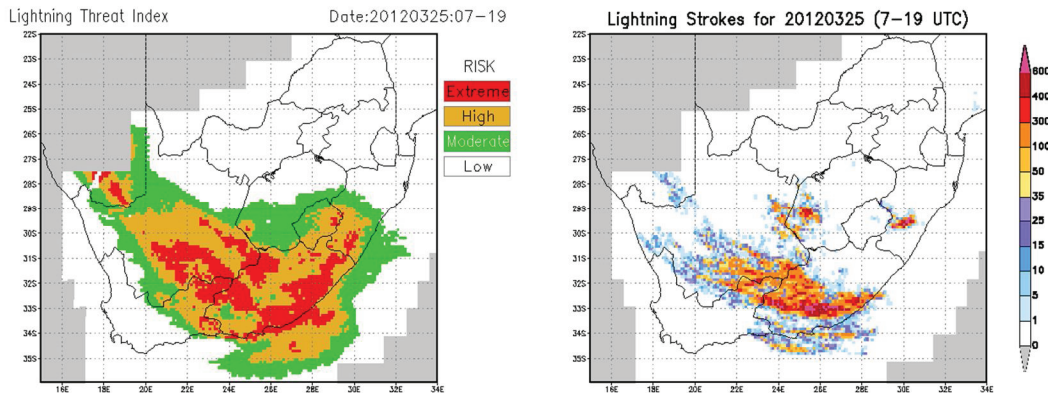 Lightning Threat Index Date:20120325:07-19
22S
23S
24S
25S
26S
27S
28S
29S
30S
31S
32S
33S
34S
35S
16E 18E 20E 22E 24E 26E 28E 30E 32E 34E
RISK
Extreme
High
Moderate
Low
Lightning Strokes for 20120325 (7-19 UTC)
22S
23S
24S
25S
26S
27S
28S
29S
30S
31S
32S
33S
34S
35S
16E 18E 20E 22E 24E 26E 28E 30E 32E 34E
600
400
300
100
50
35
25
15
10
5
1
0